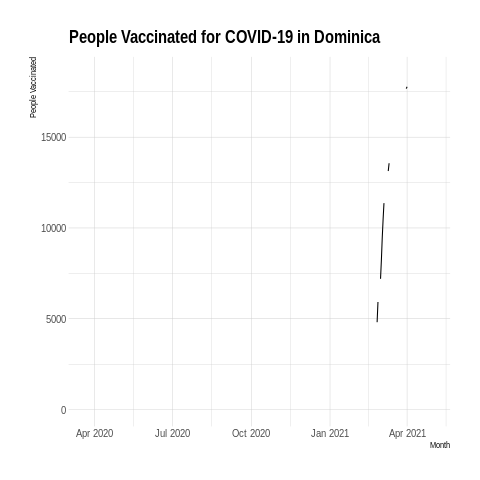 People Vaccinated for COVID-19 in Dominica
People Vaccinated
15000
10000
5000
0
Apr 2020 Jul 2020 Oct 2020 Jan 2021 Apr 2021
Month